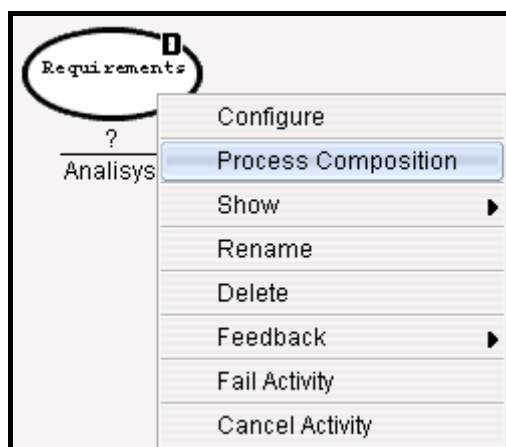 Requirements
?
Analisys
Configure
Process Composition
Show
Rename
Delete
Feedback
Fail Activity
Cancel Activity